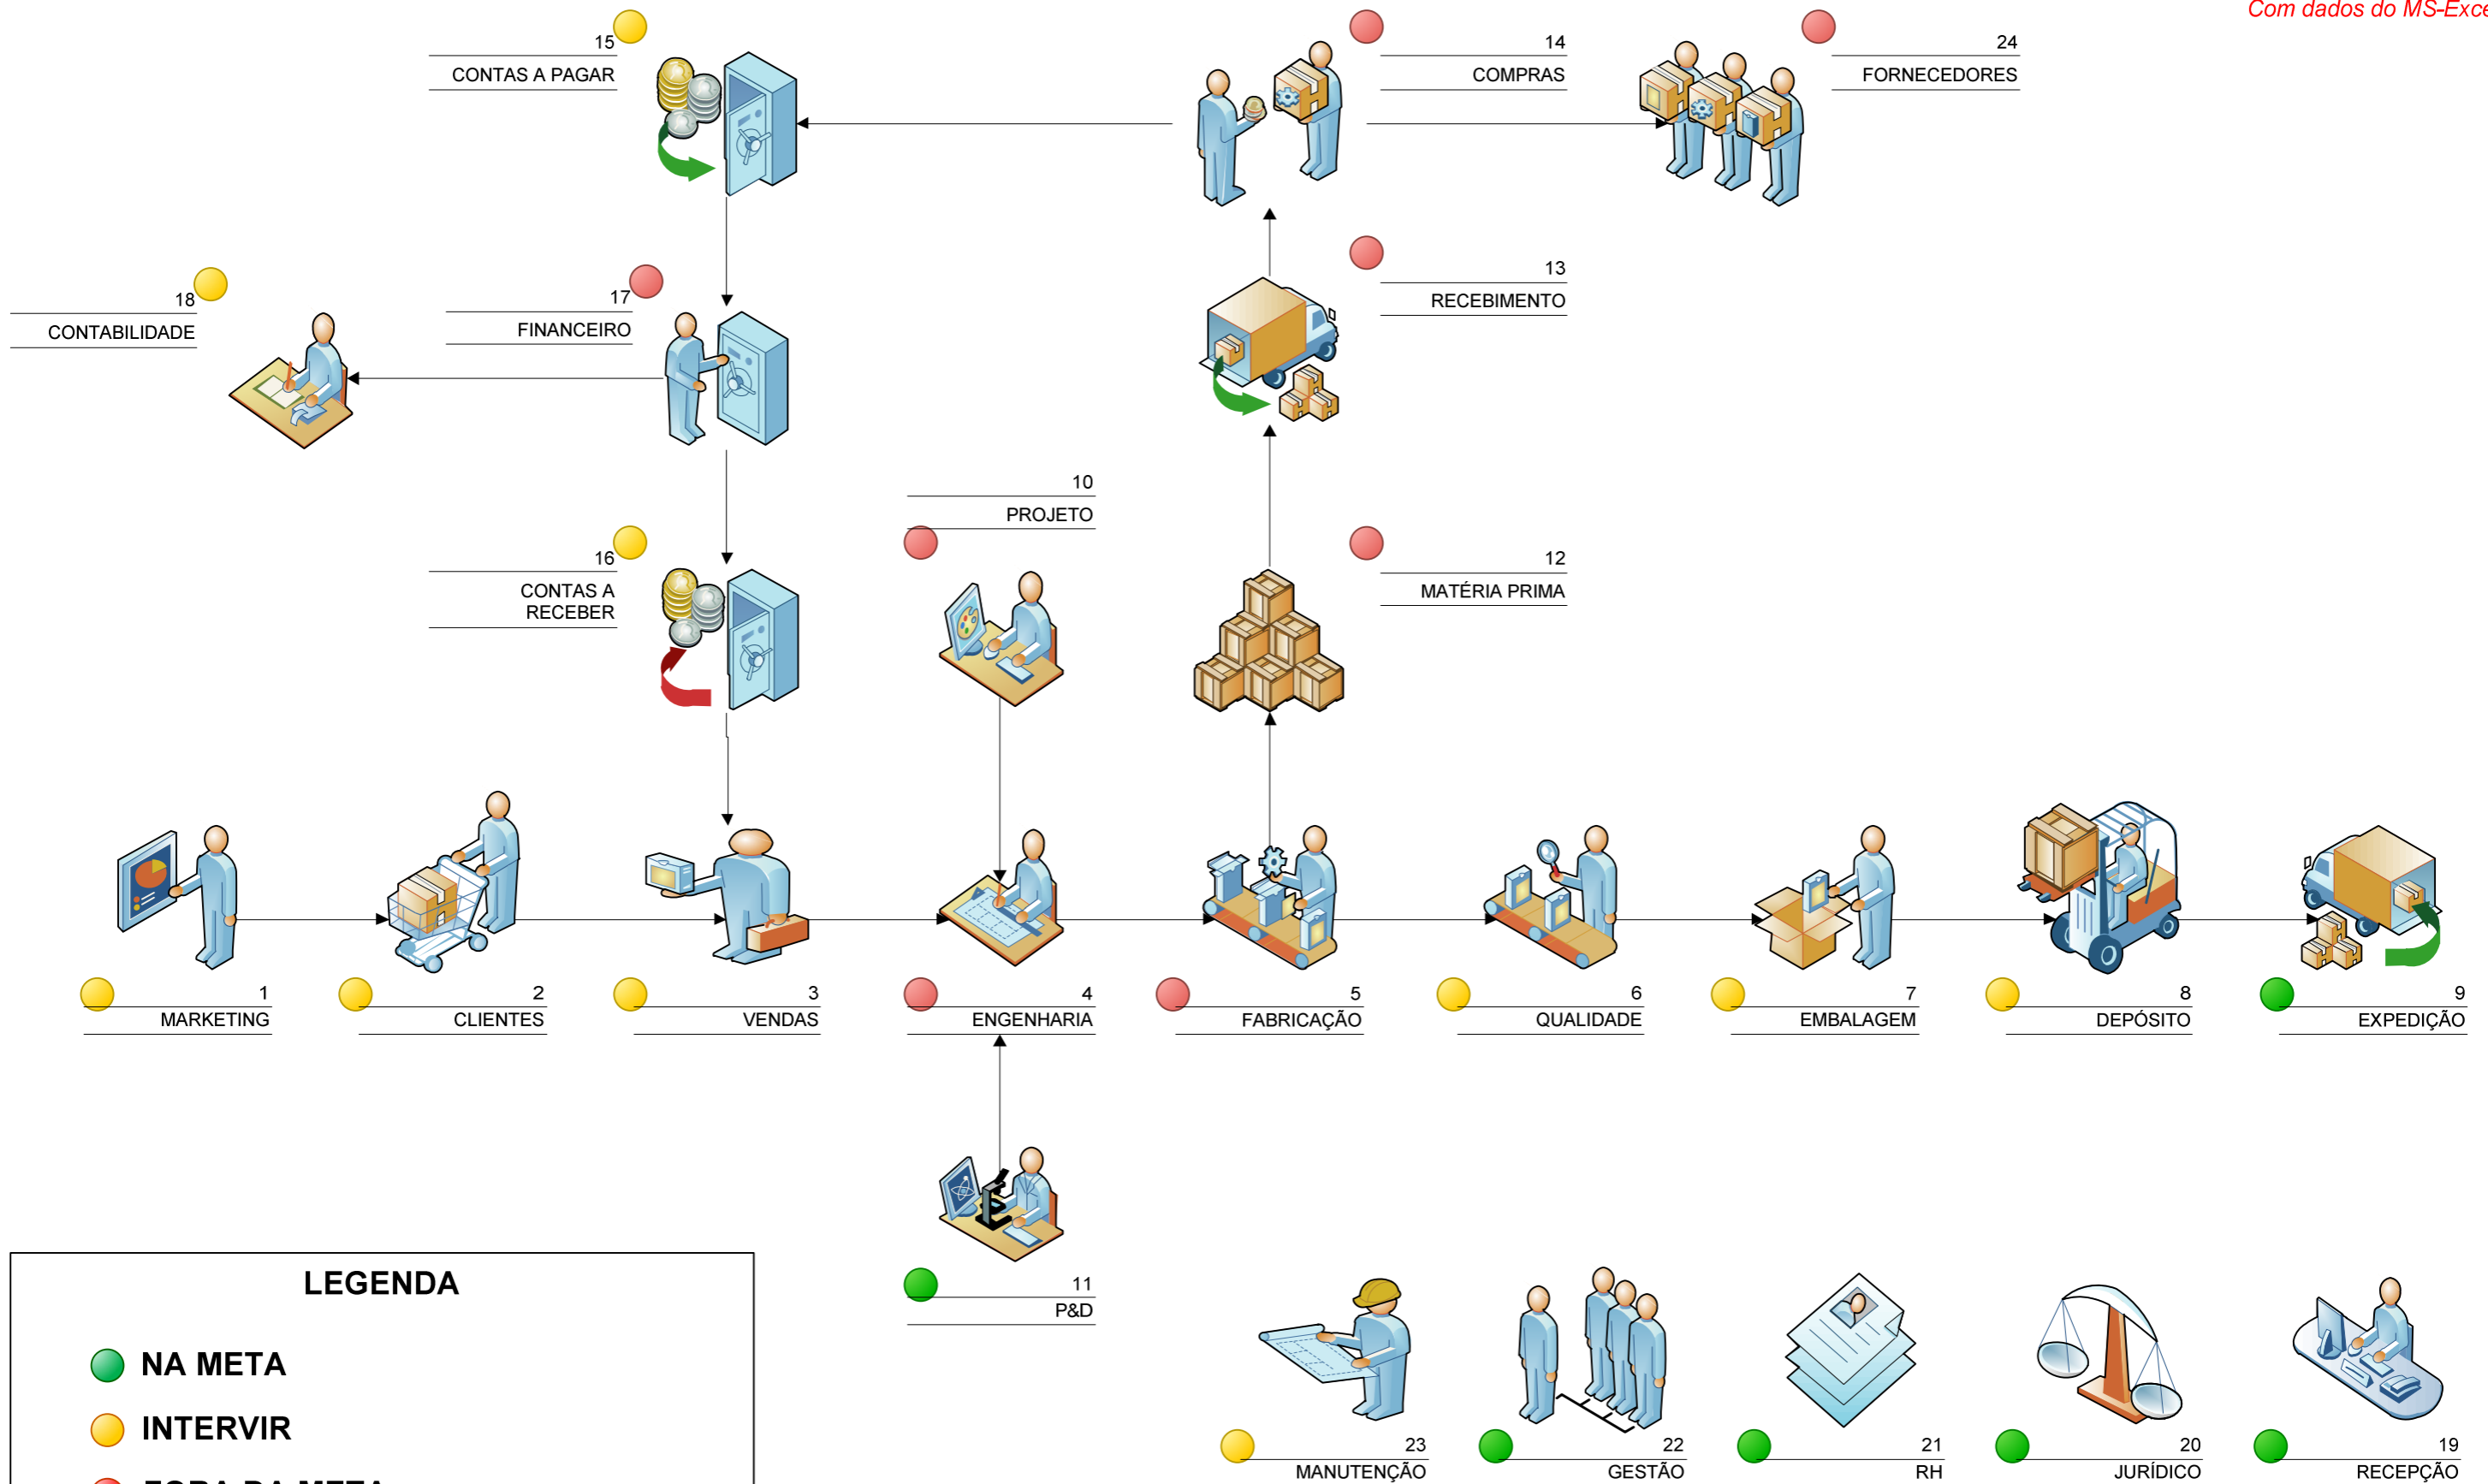 Com dados do MS-Exce
15
CONTAS A PAGAR
14
COMPRAS
24
FORNECEDORES
18
CONTABILIDADE
17
FINANCEIRO
13
RECEBIMENTO
10
PROJETO
16
CONTAS A
RECEBER
12
MATÉRIA PRIMA
1
MARKETING
2
CLIENTES
3
VENDAS
4
ENGENHARIA
5
FABRICAÇÃO
6
QUALIDADE
7
EMBALAGEM
8
DEPÓSITO
9
EXPEDIÇÃO
11
P&D
LEGENDA
NA META
INTERVIR
FORA DA META
23
MANUTENÇÃO
22
GESTÃO
21
RH
20
JURÍDICO
19
RECEPÇÃO